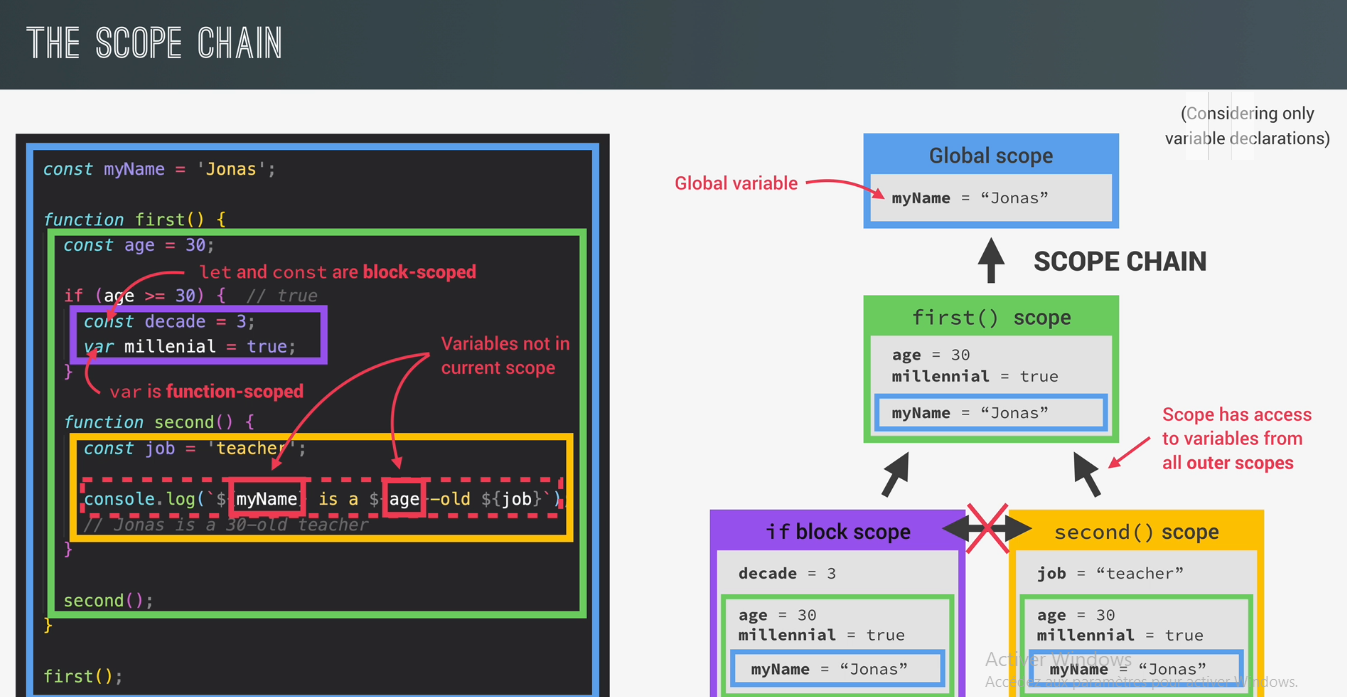 THE SCOPE CHAIN
(Considering only
variable declarations)
const myName = 'Jonas';
function first() {
const age = 30;
let and const are block-scoped
if (age >= 30) { // true
const decade = 3;
var millenial = true;
}
var is function-scoped
Variables not in
current scope
function second() {
const job = 'teacher';
console.log(`${myName} is a ${age}-old ${job}`)
// Jonas is a 30-old teacher
}
second();
}
first();
Global variable
Global scope
myName = “Jonas”
SCOPE CHAIN
first() scope
age = 30
millennial = true
myName = “Jonas”
Scope has access
to variables from
all outer scopes
if block scope
decade = 3
age = 30
millennial = true
myName = “Jonas”
second() scope
job = “teacher”
age = 30
millennial = true
myName = “Jonas”
Activer Windows
Accédez aux paramètres pour activer Windows.